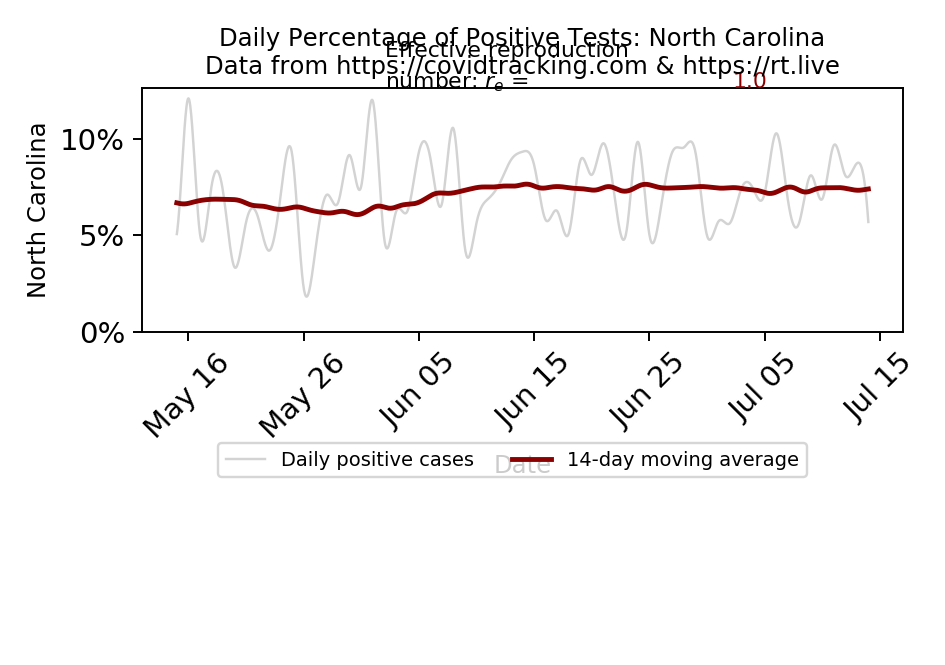 Daily Percentage of Positive Tests: North Carolina
Effective reproduction
Data from https://covidtracking.com & https://rt.live
number: rₑ = 1.0
North Carolina
10%
5%
0%
May 16
May 26
Jun 05
Jun 15
Jun 25
Jul 05
Jul 15
Date
Daily positive cases
14-day moving average